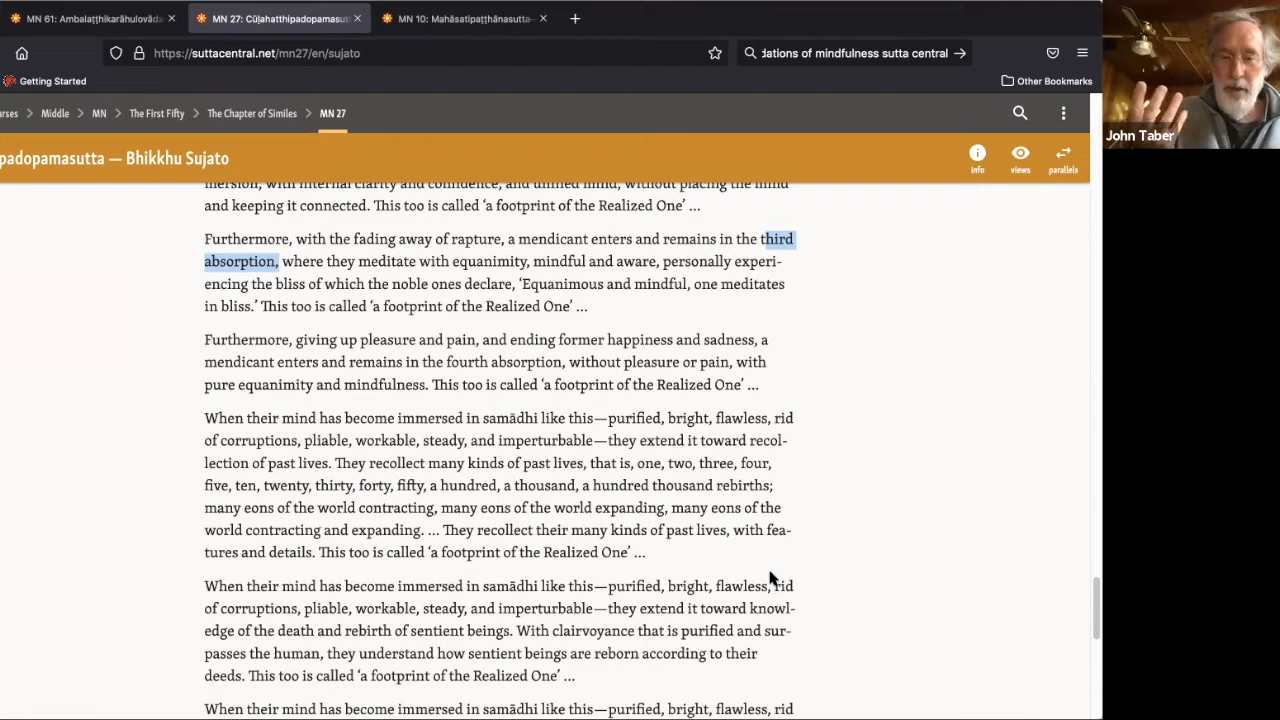 MN 61: Ambalaṭṭhikarāhulovāda
MN 27: Cūḷahatthipadopamasut
MN 10: Mahāsatipaṭṭhānasutta
https://suttacentral.net/mn27/en/sujato
dations of mindfulness sutta central
Getting Started
Other Bookmarks
urses > Middle > MN > The First Fifty > The Chapter of Similes > MN 27
padopamasutta — Bhikkhu Sujato
info
views
parallels
mersion, with internal clarity and confidence, and unified mind, without placing the mind
and keeping it connected. This too is called ‘a footprint of the Realized One’ …
Furthermore, with the fading away of rapture, a mendicant enters and remains in the third
absorption, where they meditate with equanimity, mindful and aware, personally experi-
encing the bliss of which the noble ones declare, ‘Equanimous and mindful, one meditates
in bliss.’ This too is called ‘a footprint of the Realized One’ …
Furthermore, giving up pleasure and pain, and ending former happiness and sadness, a
mendicant enters and remains in the fourth absorption, without pleasure or pain, with
pure equanimity and mindfulness. This too is called ‘a footprint of the Realized One’ …
When their mind has become immersed in samādhi like this—purified, bright, flawless, rid
of corruptions, pliable, workable, steady, and imperturbable—they extend it toward recol-
lection of past lives. They recollect many kinds of past lives, that is, one, two, three, four,
five, ten, twenty, thirty, forty, fifty, a hundred, a thousand, a hundred thousand rebirths;
many eons of the world contracting, many eons of the world expanding, many eons of the
world contracting and expanding. … They recollect their many kinds of past lives, with fea-
tures and details. This too is called ‘a footprint of the Realized One’ …
When their mind has become immersed in samādhi like this—purified, bright, flawless, rid
of corruptions, pliable, workable, steady, and imperturbable—they extend it toward knowl-
edge of the death and rebirth of sentient beings. With clairvoyance that is purified and sur-
passes the human, they understand how sentient beings are reborn according to their
deeds. This too is called ‘a footprint of the Realized One’ …
When their mind has become immersed in samādhi like this—purified, bright, flawless, rid
John Taber